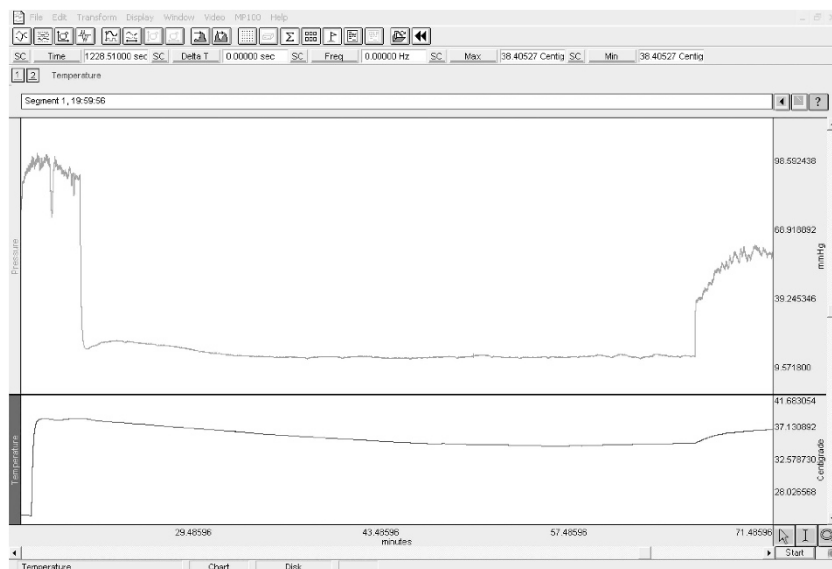 File Edit Transform Display Window Video MP100 Help
SC Time 1228.51000 sec SC Delta T 0.00000 sec SC Freq 0.00000 Hz SC Max 38.40527 Centig SC Min 38.40527 Centig
1 2 Temperature
Segment 1, 19:59:56
?
Pressure
98.592438
68.918892
39.245346
9.571800
mmHg
Temperature
41.683054
37.130892
32.578730
28.026568
Centigrade
29.48596 43.48596 57.48596 71.48596
minutes
Start
Temperature Chart Disk